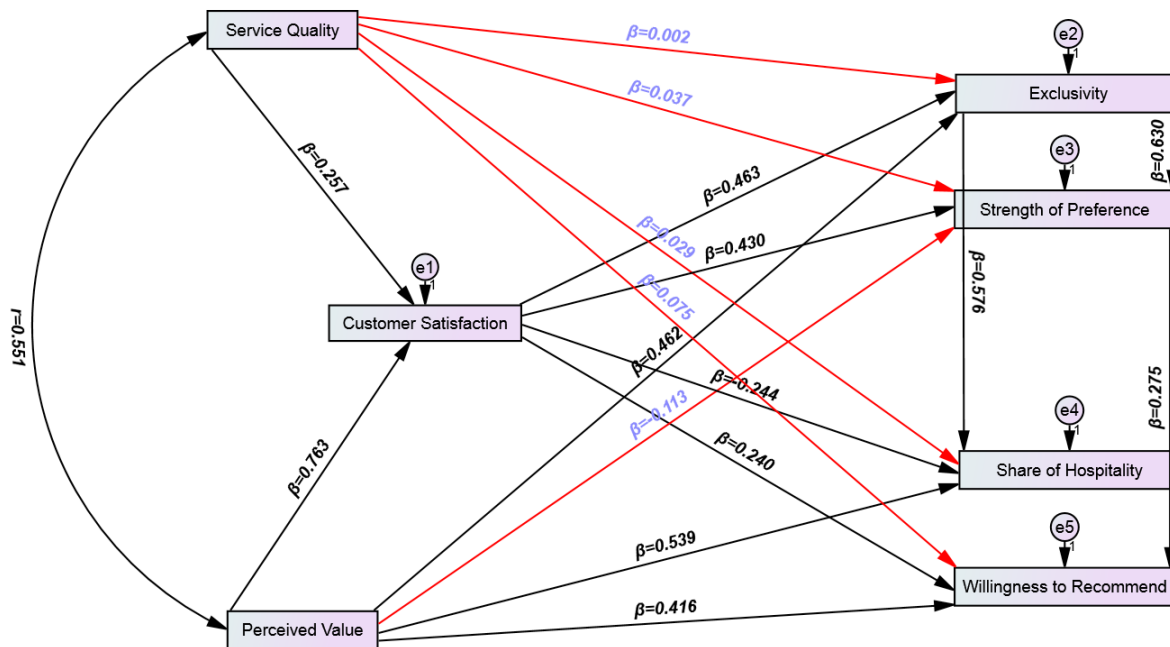 Service Quality
e2
1
β=0.002
Exclusivity
β=0.037
β=0.639
e3
1
β=0.257
β=0.463
Strength of Preference
β=0.029
β=0.430
e1
1
β=0.576
β=0.075
Customer Satisfaction
r=0.551
β=0.462
β=-0.244
β=0.275
β=-0.113
e4
1
β=0.763
β=0.240
Share of Hospitality
e5
1
β=0.539
Willingness to Recommend
β=0.416
Perceived Value